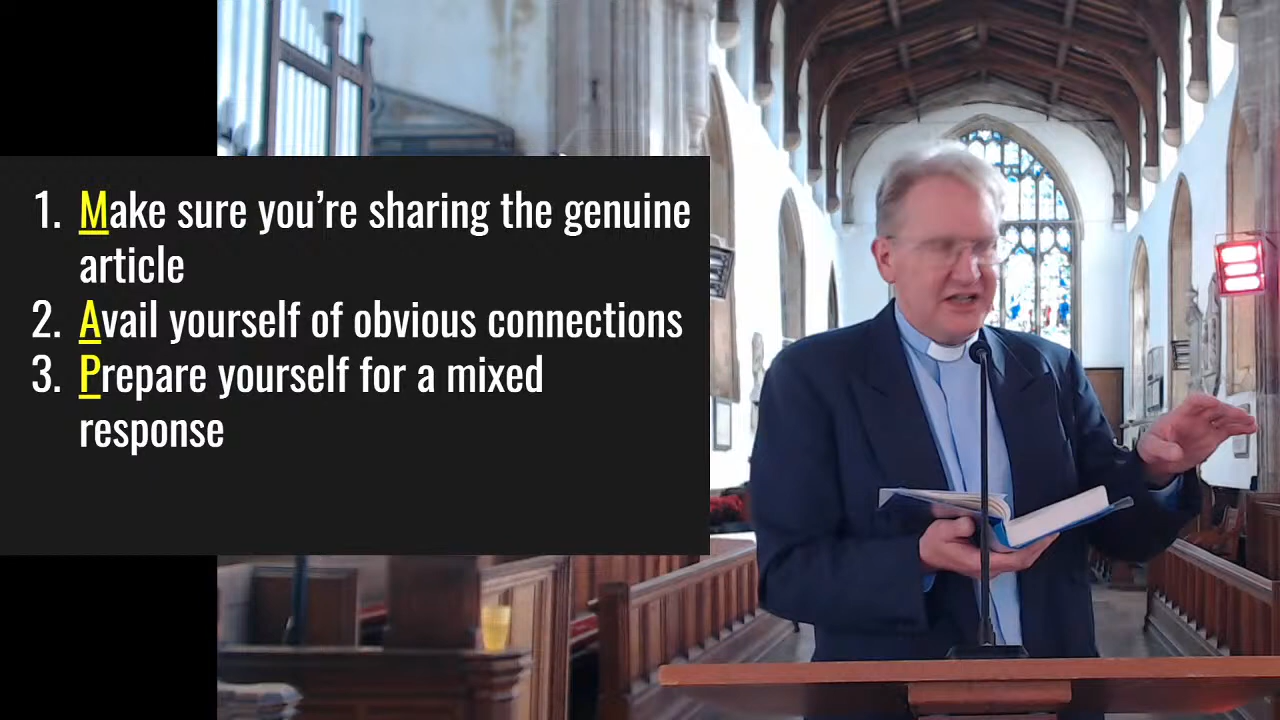 1. Make sure you’re sharing the genuine
article
2. Avail yourself of obvious connections
3. Prepare yourself for a mixed
response